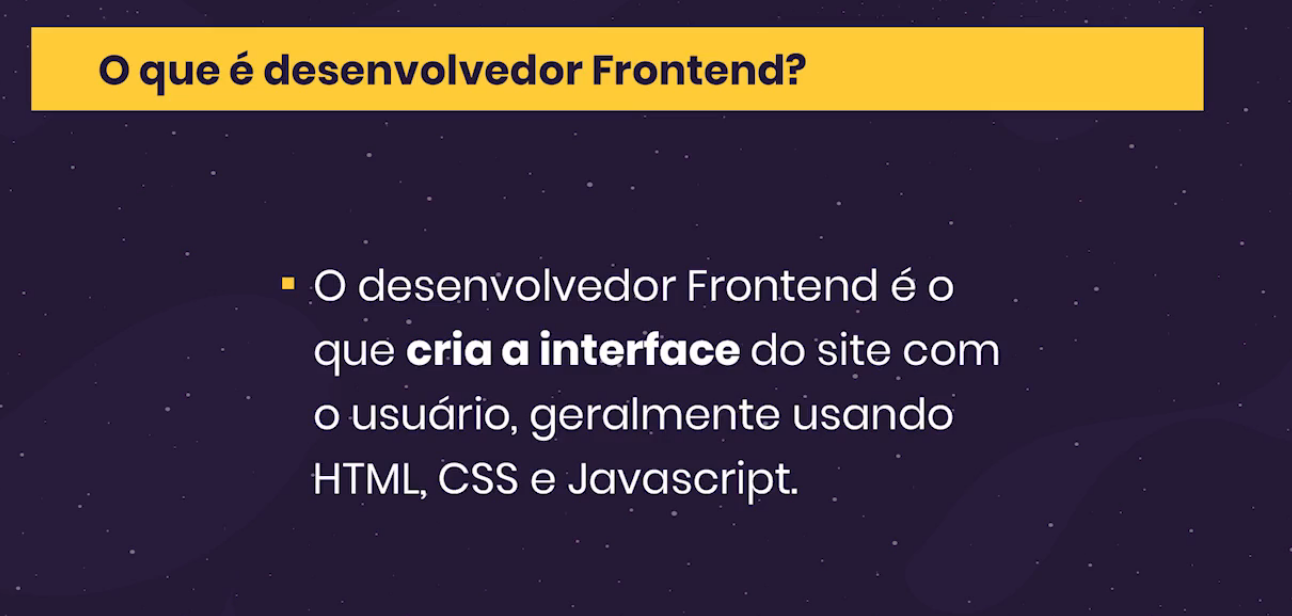 O que é desenvolvedor Frontend?
O desenvolvedor Frontend é o
que cria a interface do site com
o usuário, geralmente usando
HTML, CSS e Javascript.